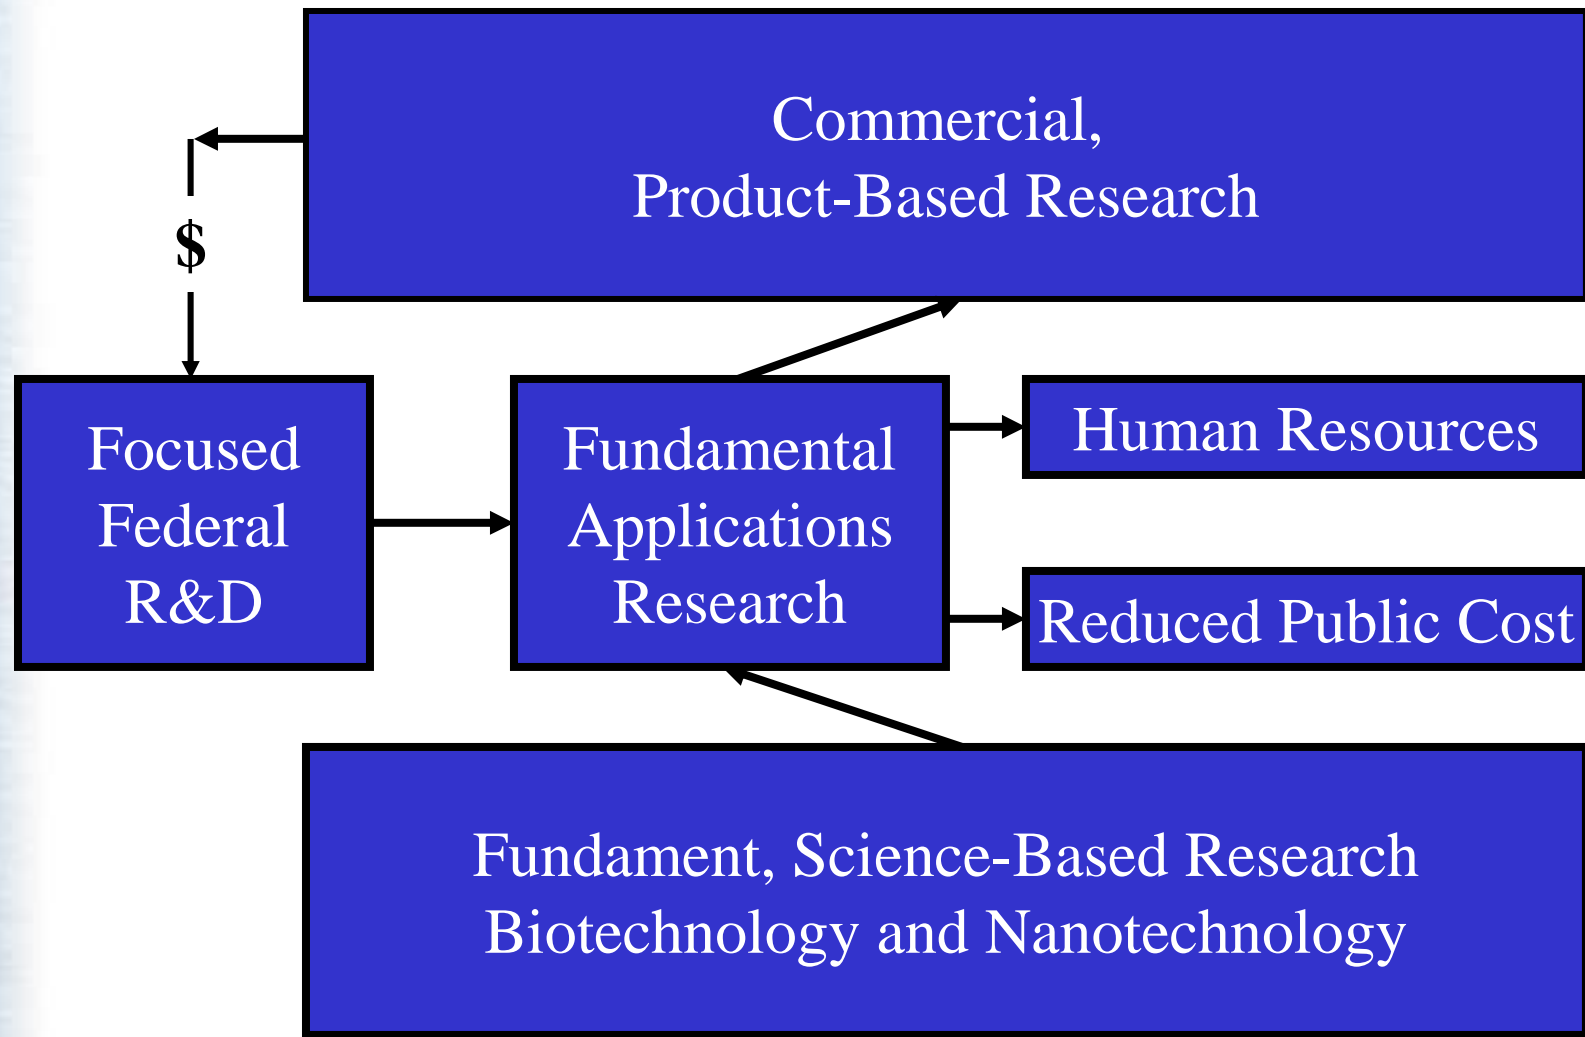 Commercial,
Product-Based Research
$
Focused
Federal
R&D
Fundamental
Applications
Research
Human Resources
Reduced Public Cost
Fundament, Science-Based Research
Biotechnology and Nanotechnology